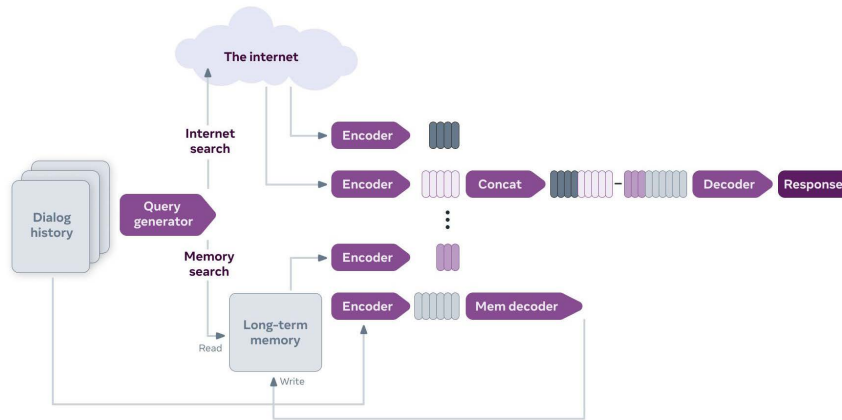 The internet
Internet
search
Encoder
Encoder
Concat
Decoder
Response
Dialog
history
Query
generator
Memory
search
Encoder
Encoder
Mem decoder
Long-term
memory
Read
Write